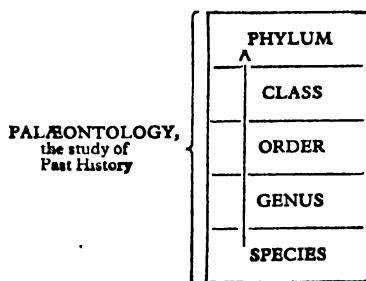 PHYLUM
CLASS
PALÆONTOLOGY,
the study of
Past History
ORDER
GENUS
SPECIES